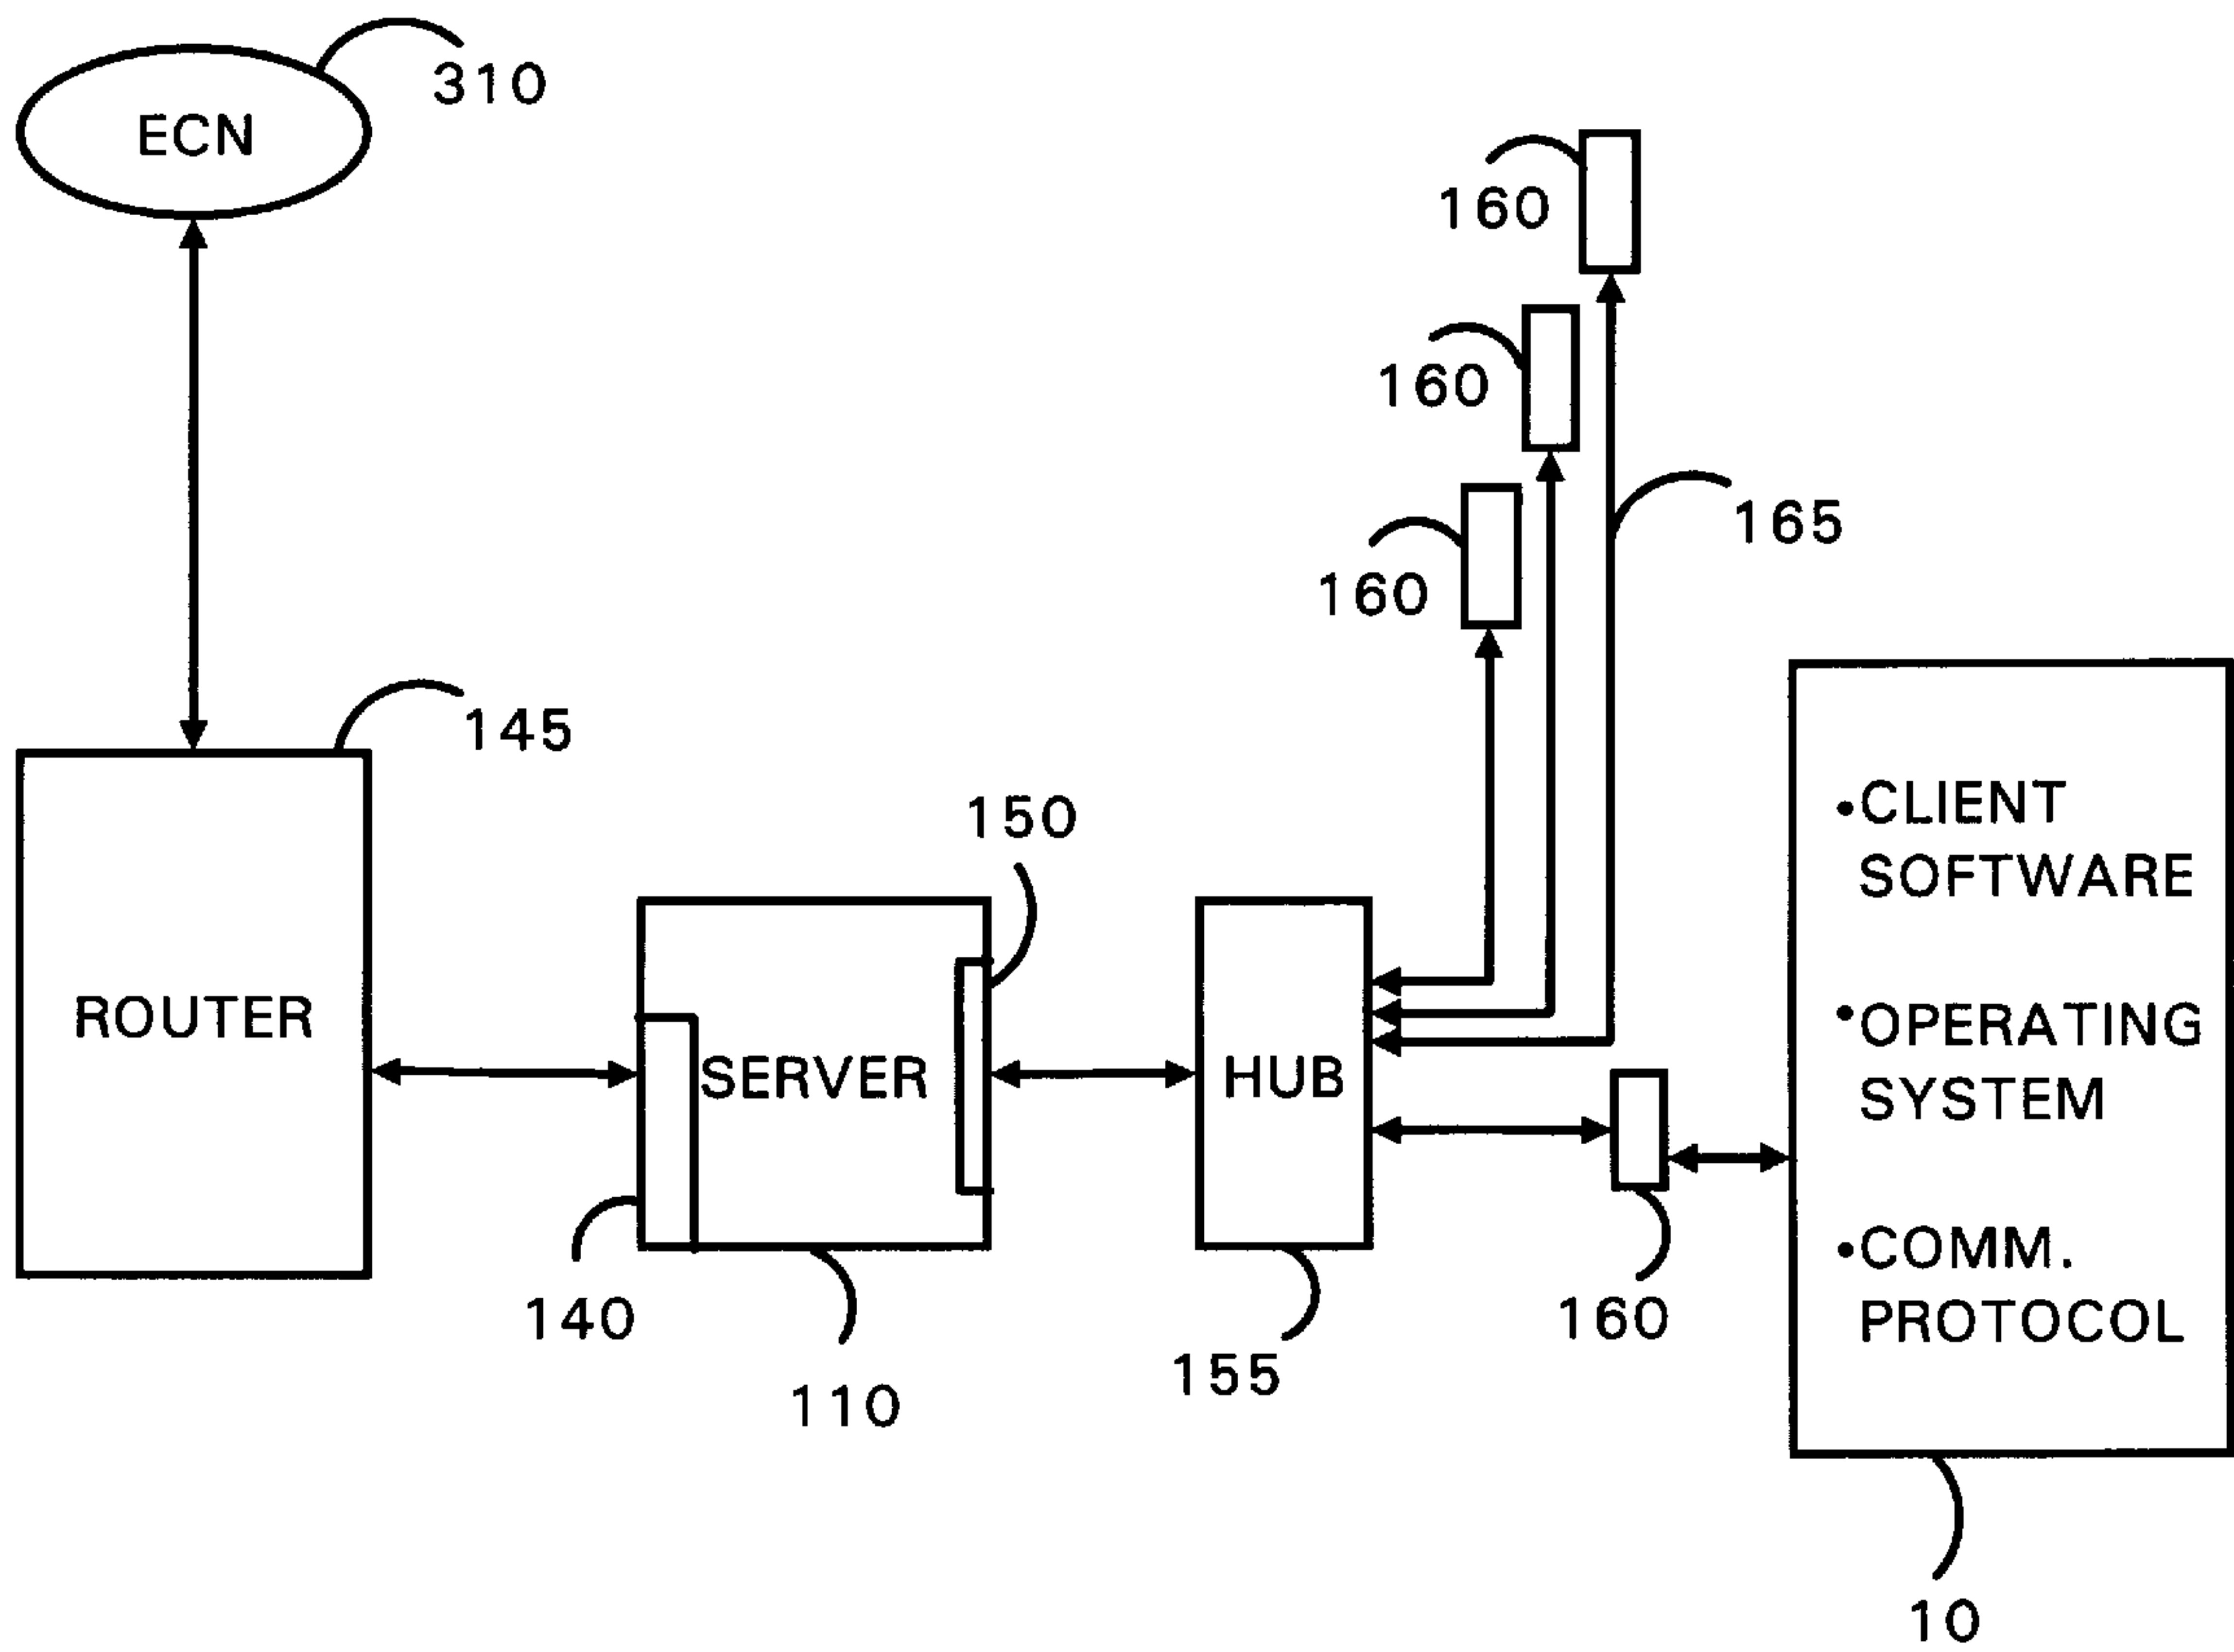 310
ECN
160
160
165
160
145
150
•CLIENT
SOFTWARE
ROUTER
SERVER
HUB
•OPERATING
SYSTEM
•COMM.
PROTOCOL
140
110
155
160
10